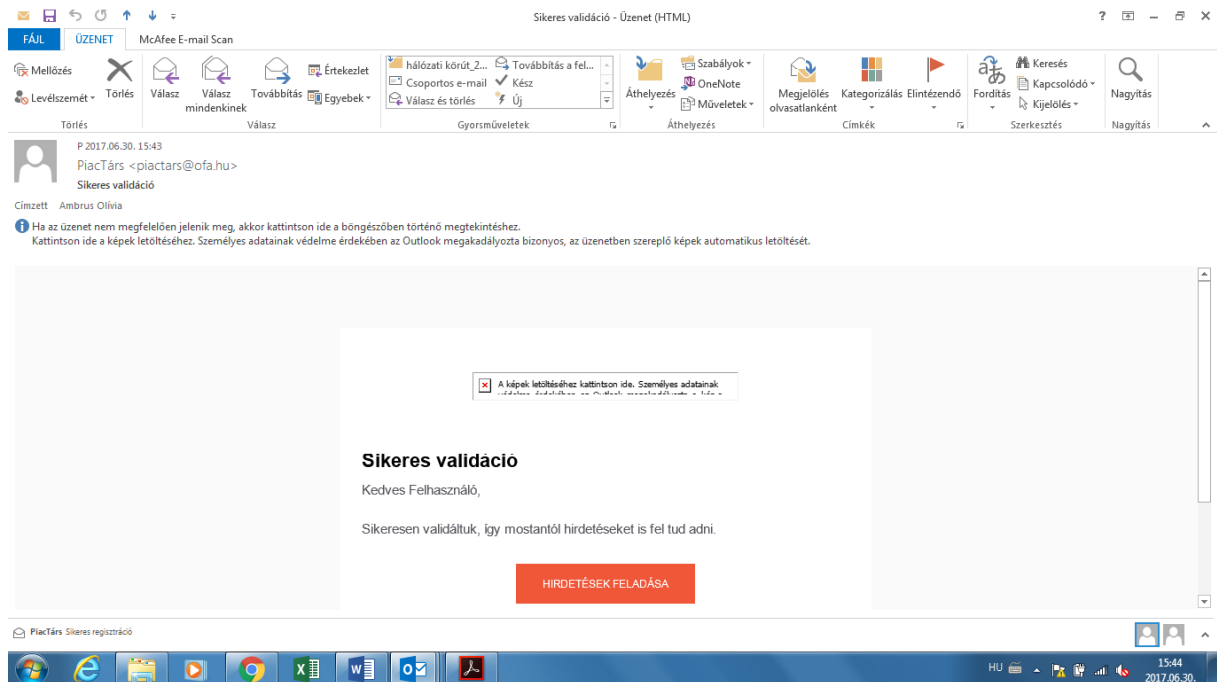 Sikeres validáció - Üzenet (HTML)
FÁJL ÜZENET McAfee E-mail Scan
Mellőzés
Levélszemét
Törlés
Válasz
Válasz mindenkinek
Továbbítás
Értekezlet
Egyebek
hálózati körút_2...
Továbbítás a fel...
Csoportos e-mail
Kész
Válasz és törlés
Új
Áthelyezés
Szabályok
OneNote
Műveletek
Megjelölés olvasatlanként
Kategorizálás
Elintézendő
Fordítás
Keresés
Kapcsolódó
Kijelölés
Nagyítás
Törlés
Válasz
Gyorsműveletek
Áthelyezés
Címkék
Szerkesztés
Nagyítás
P 2017.06.30. 15:43
PiacTárs <piactars@ofa.hu>
Sikeres validáció
Címzett Ambrus Olívia
Ha az üzenet nem megfelelően jelenik meg, akkor kattintson ide a böngészőben történő megtekintéshez.
Kattintson ide a képek letöltéséhez. Személyes adatainak védelme érdekében az Outlook megakadályozta bizonyos, az üzenetben szereplő képek automatikus letöltését.
A képek letöltéséhez kattintson ide. Személyes adatainak
Sikeres validáció
Kedves Felhasználó,
Sikeresen validáltuk, így mostantól hirdetéseket is fel tud adni.
HIRDETÉSEK FELADÁSA
PiacTárs Sikeres regisztráció
HU
15:44
2017.06.30.